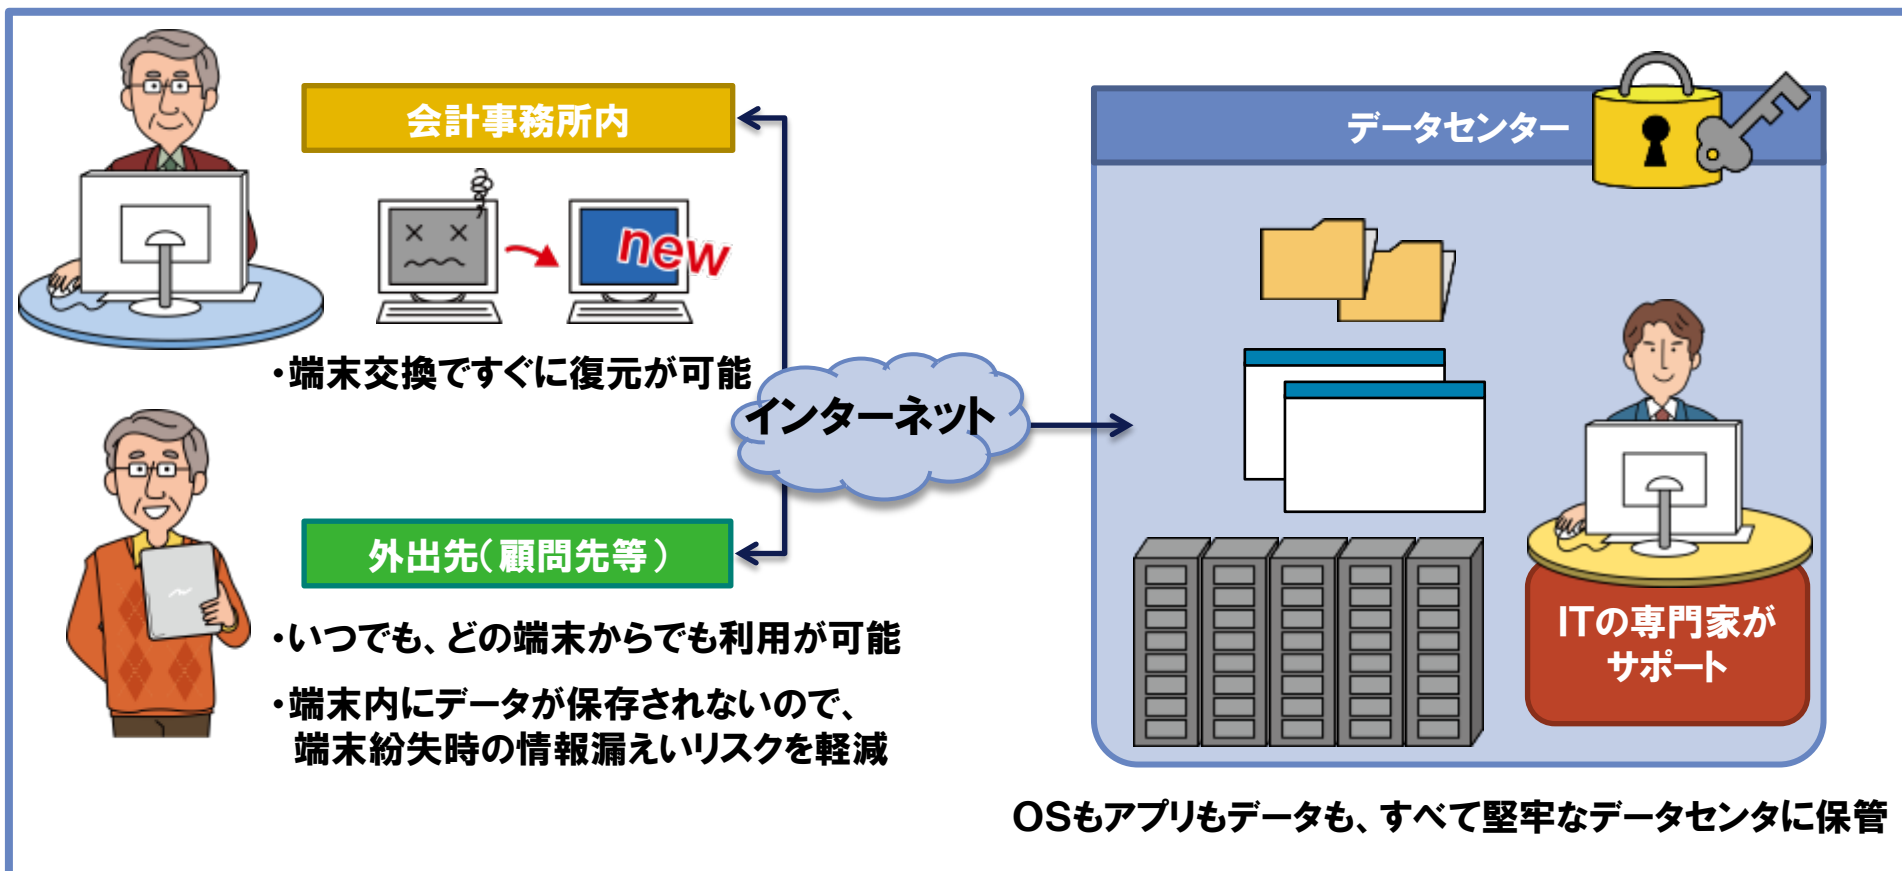 会計事務所内
new
・端末交換ですぐに復元が可能
インターネット
外出先(顧問先等)
・いつでも、どの端末からでも利用が可能
・端末内にデータが保存されないので、
端末紛失時の情報漏えいリスクを軽減
データセンター
ITの専門家が
サポート
OSもアプリもデータも、すべて堅牢なデータセンタに保管